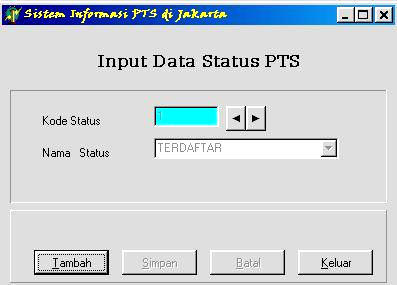 Sistem Informasi PTS di Jakarta
Input Data Status PTS
Kode Status 1
Nama Status TERDAFTAR
Tambah Simpan Batal Keluar